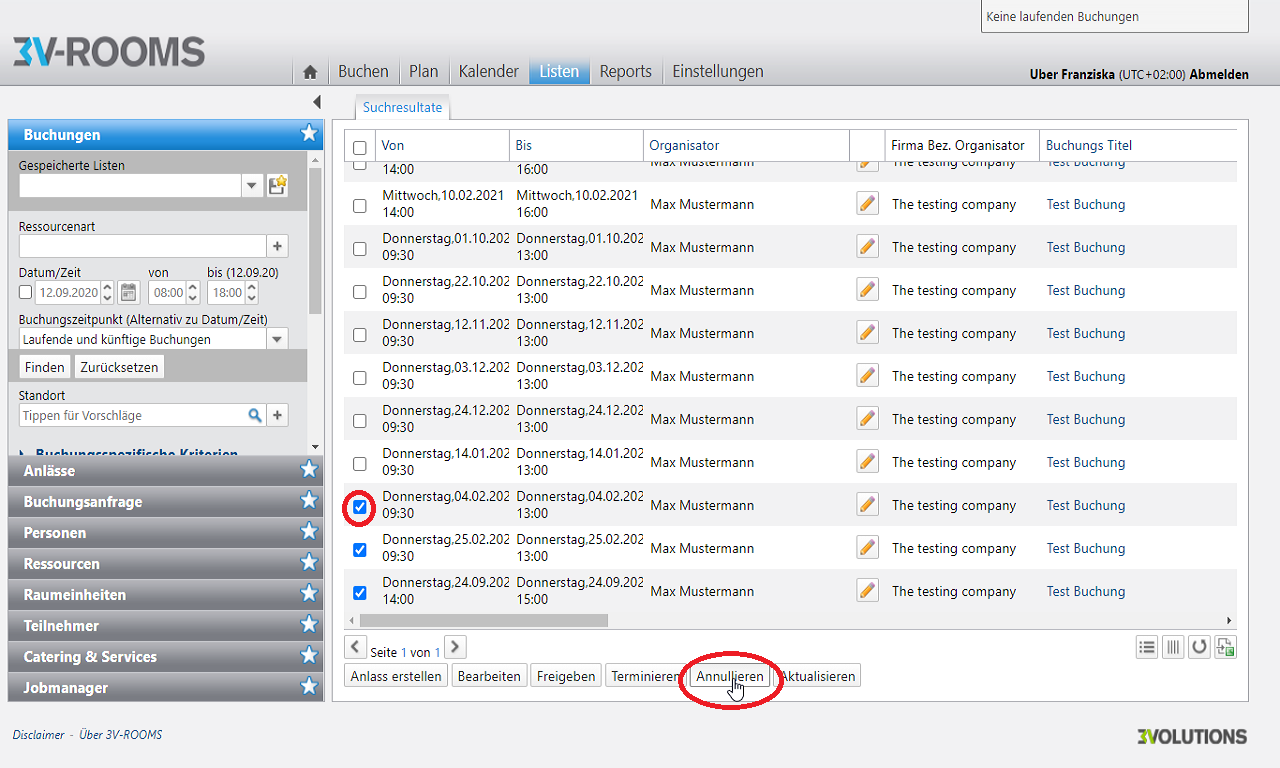 Keine laufenden Buchungen
3V-ROOMS
Buchen Plan Kalender Listen Reports Einstellungen
Uber Franziska (UTC+02:00) Abmelden
Buchungen
Gespeicherte Listen
Ressourcenart
Datum/Zeit von bis (12.09.20)
12.09.2020 08:00 18:00
Buchungszeitpunkt (Alternativ zu Datum/Zeit)
Laufende und künftige Buchungen
Finden Zurücksetzen
Standort
Tippen für Vorschläge
Buchungsspezifische Kriterien
Anlässe
Buchungsanfrage
Personen
Ressourcen
Raumeinheiten
Teilnehmer
Catering & Services
Jobmanager
Suchresultate
Von Bis Organisator Firma Bez. Organisator Buchungs Titel
14:00 16:00 Max Mustermann The testing company Test Buchung
Mittwoch,10.02.2021 Mittwoch,10.02.2021
14:00 16:00 Max Mustermann The testing company Test Buchung
Donnerstag,01.10.202 Donnerstag,01.10.202
09:30 13:00 Max Mustermann The testing company Test Buchung
Donnerstag,22.10.202 Donnerstag,22.10.202
09:30 13:00 Max Mustermann The testing company Test Buchung
Donnerstag,12.11.202 Donnerstag,12.11.202
09:30 13:00 Max Mustermann The testing company Test Buchung
Donnerstag,03.12.202 Donnerstag,03.12.202
09:30 13:00 Max Mustermann The testing company Test Buchung
Donnerstag,24.12.202 Donnerstag,24.12.202
09:30 13:00 Max Mustermann The testing company Test Buchung
Donnerstag,14.01.202 Donnerstag,14.01.202
09:30 13:00 Max Mustermann The testing company Test Buchung
Donnerstag,04.02.202 Donnerstag,04.02.202
09:30 13:00 Max Mustermann The testing company Test Buchung
Donnerstag,25.02.202 Donnerstag,25.02.202
09:30 13:00 Max Mustermann The testing company Test Buchung
Donnerstag,24.09.202 Donnerstag,24.09.202
14:00 15:00 Max Mustermann The testing company Test Buchung
Seite 1 von 1
Anlass erstellen Bearbeiten Freigeben Terminieren Annullieren Aktualisieren
Disclaimer - Über 3V-ROOMS
3VOLUTIONS